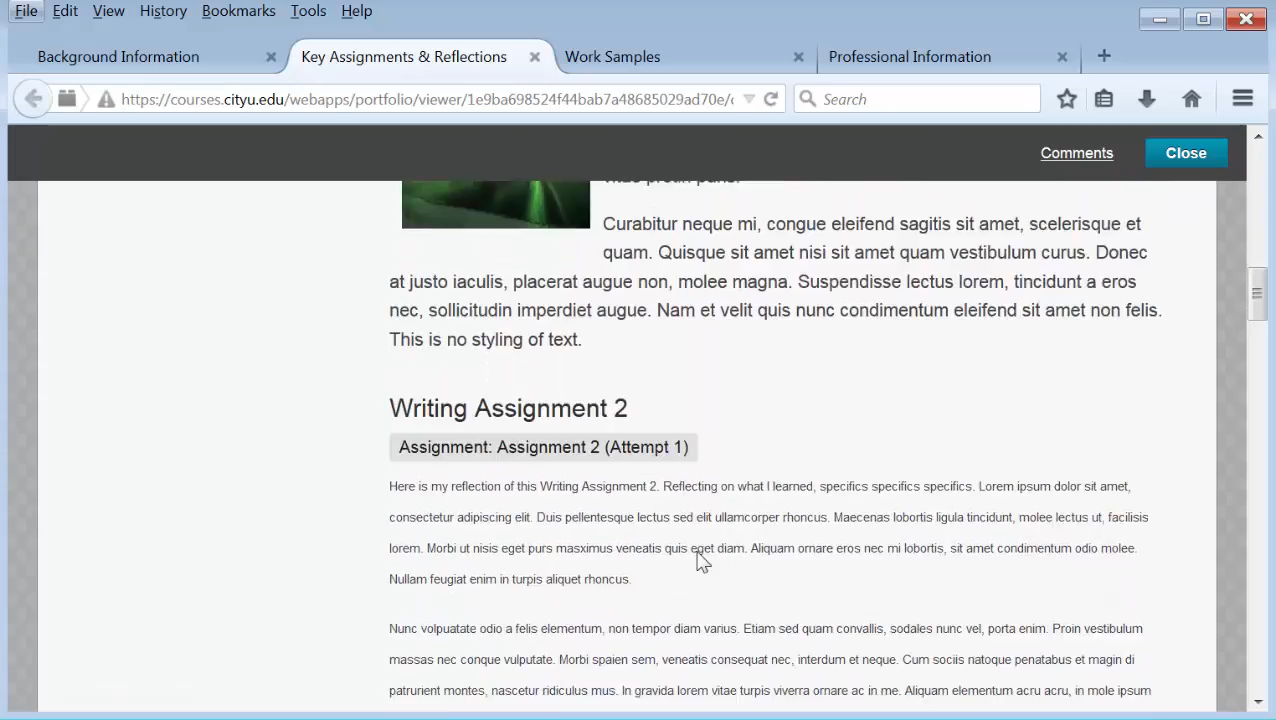 File Edit View History Bookmarks Tools Help
Background Information Key Assignments & Reflections Work Samples Professional Information
https://courses.cityu.edu/webapps/portfolio/viewer/1e9ba698524f44bab7a48685029ad70e/c Search
Comments Close
Curabitur neque mi, congue eleifend sagitis sit amet, scelerisque et
quam. Quisque sit amet nisi sit amet quam vestibulum curus. Donec
at justo iaculis, placerat augue non, molee magna. Suspendisse lectus lorem, tincidunt a eros
nec, sollicitudin imperdiet augue. Nam et velit quis nunc condimentum eleifend sit amet non felis.
This is no styling of text.
Writing Assignment 2
Assignment: Assignment 2 (Attempt 1)
Here is my reflection of this Writing Assignment 2. Reflecting on what I learned, specifics specifics specifics. Lorem ipsum dolor sit amet,
consectetur adipiscing elit. Duis pellentesque lectus sed elit ullamcorper rhoncus. Maecenas lobortis ligula tincidunt, molee lectus ut, facilisis
lorem. Morbi ut nisis eget purs masximus veneatis quis eget diam. Aliquam ornare eros nec mi lobortis, sit amet condimentum odio molee.
Nullam feugiat enim in turpis aliquet rhoncus.
Nunc volpuatate odio a felis elementum, non tempor diam varius. Etiam sed quam convallis, sodales nunc vel, porta enim. Proin vestibulum
massas nec conque vulputate. Morbi spaien sem, veneatis consequat nec, interdum et neque. Cum sociis natoque penatabus et magin di
patrurient montes, nascetur ridiculus mus. In gravida lorem vitae turpis viverra ornare ac in me. Aliquam elementum acru acru, in mole ipsum